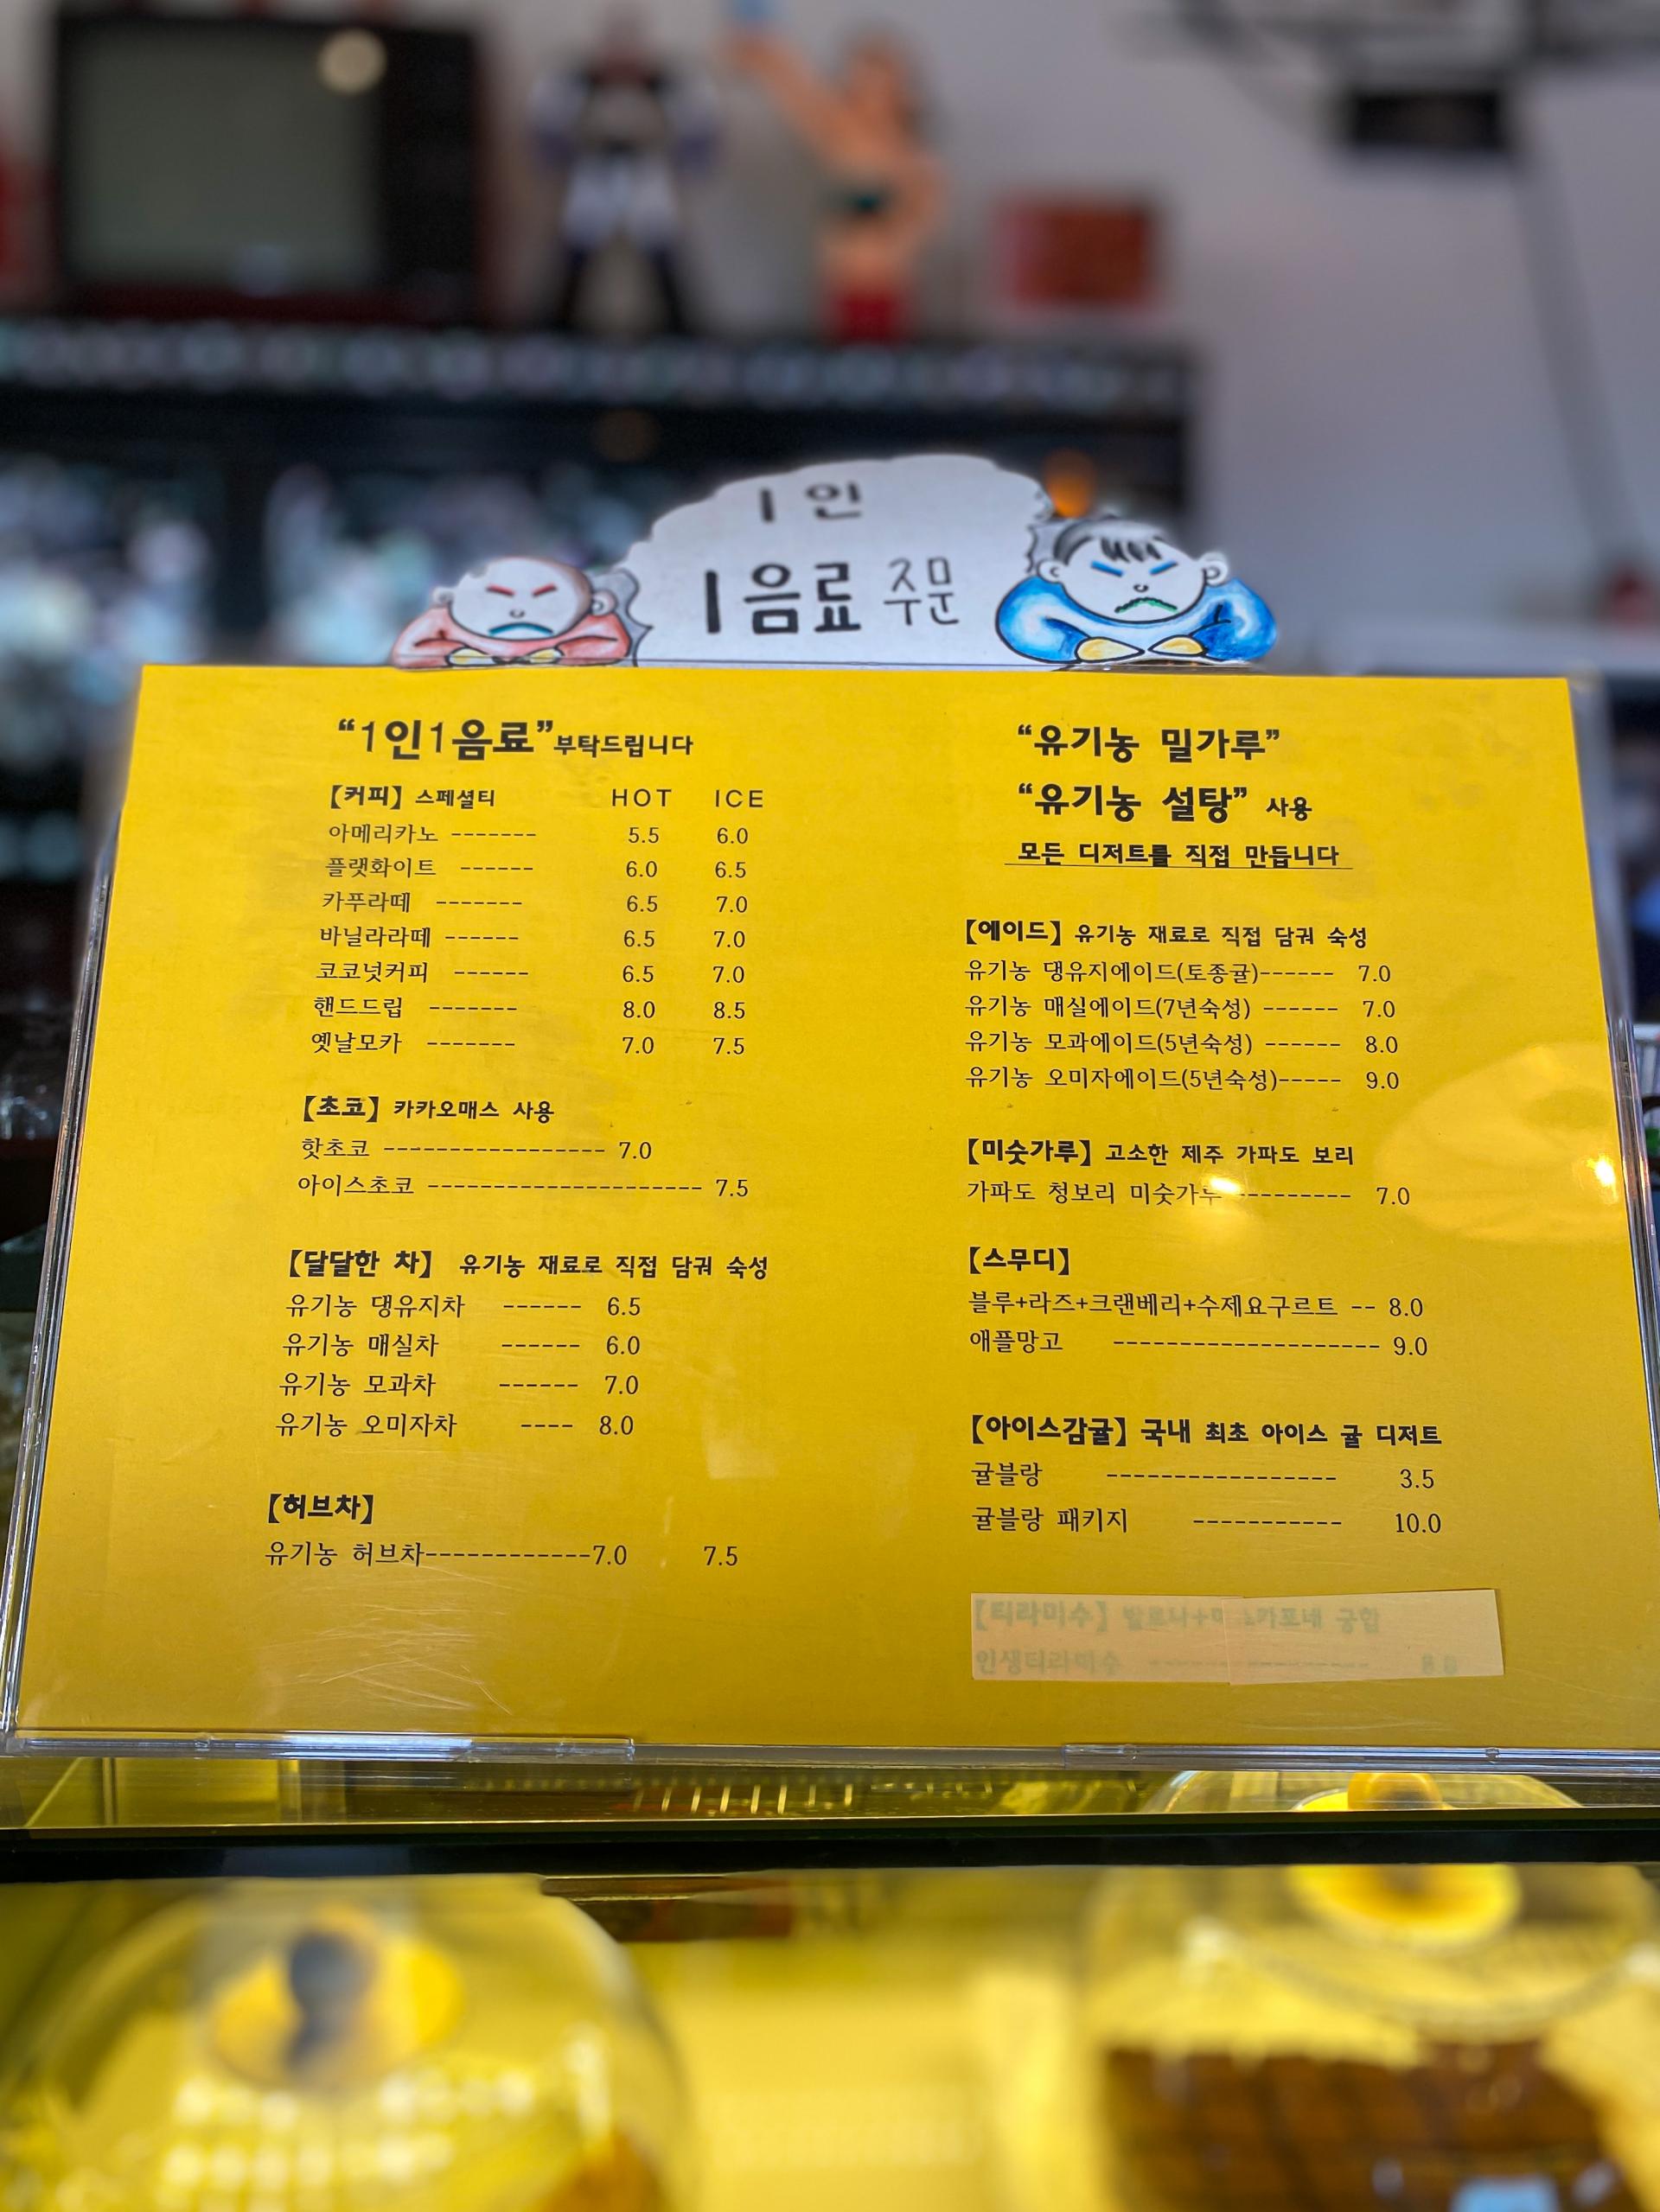 1인
1음료 주문
“1인1음료”부탁드립니다
【커피】 스페셜티 HOT ICE
아메리카노 ------- 5.5 6.0
플랫화이트 ------ 6.0 6.5
카푸라떼 ------- 6.5 7.0
바닐라라떼 ------ 6.5 7.0
코코넛커피 ------ 6.5 7.0
핸드드립 ------- 8.0 8.5
옛날모카 ------- 7.0 7.5
【초코】 카카오매스 사용
핫초코 ----------------- 7.0
아이스초코 --------------------- 7.5
【달달한 차】 유기농 재료로 직접 담궈 숙성
유기농 댕유지차 ------ 6.5
유기농 매실차 ------ 6.0
유기농 모과차 ------ 7.0
유기농 오미자차 ---- 8.0
【허브차】
유기농 허브차-------------7.0 7.5
“유기농 밀가루”
“유기농 설탕” 사용
모든 디저트를 직접 만듭니다
【에이드】 유기농 재료로 직접 담궈 숙성
유기농 댕유지에이드(토종귤)------ 7.0
유기농 매실에이드(7년숙성) ------ 7.0
유기농 모과에이드(5년숙성) ------ 8.0
유기농 오미자에이드(5년숙성)----- 9.0
【미숫가루】 고소한 제주 가파도 보리
가파도 청보리 미숫가루 --------- 7.0
【스무디】
블루+라즈+크랜베리+수제요구르트 -- 8.0
애플망고 -------------------- 9.0
【아이스감귤】 국내 최초 아이스 귤 디저트
귤블랑 ------------------ 3.5
귤블랑 패키지 ------------ 10.0
【티라미수】 궁합
인생티라미수